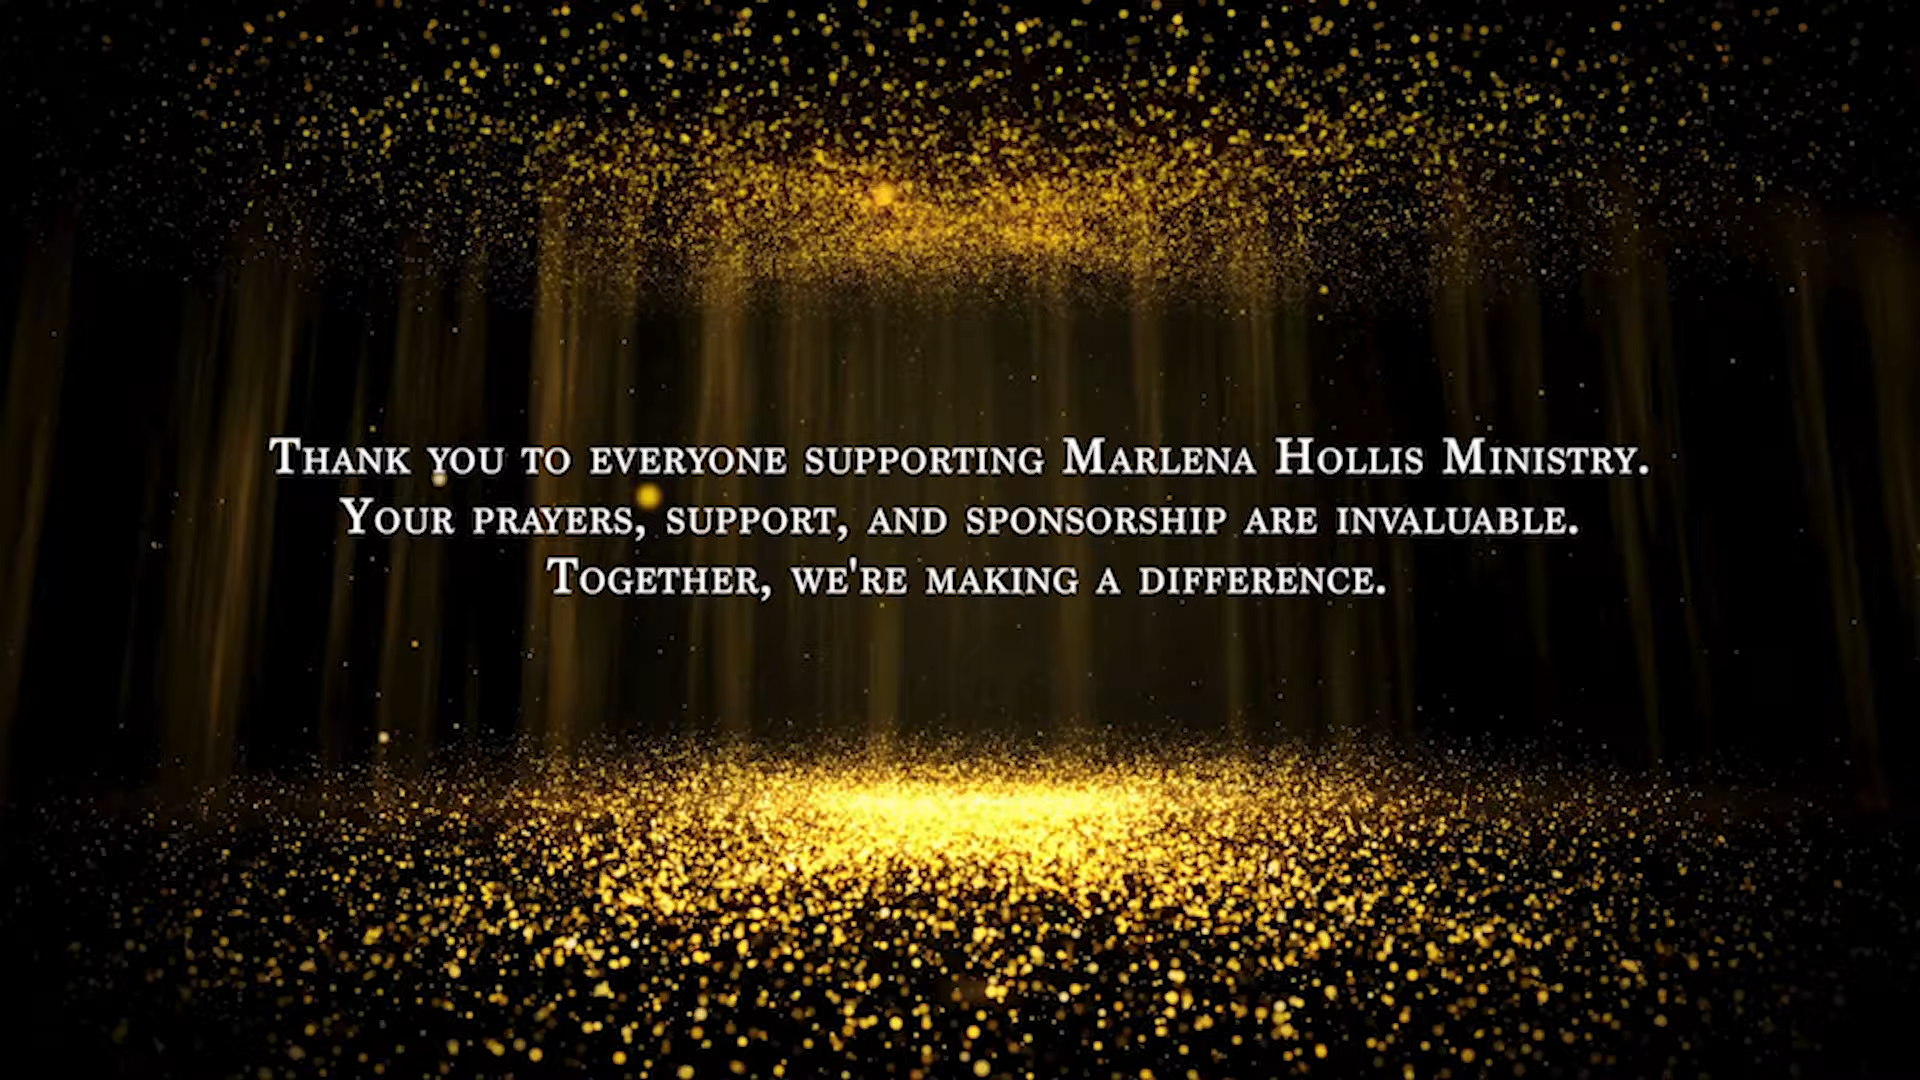 Thank you to everyone supporting Marlena Hollis Ministry.
Your prayers, support, and sponsorship are invaluable.
Together, we're making a difference.